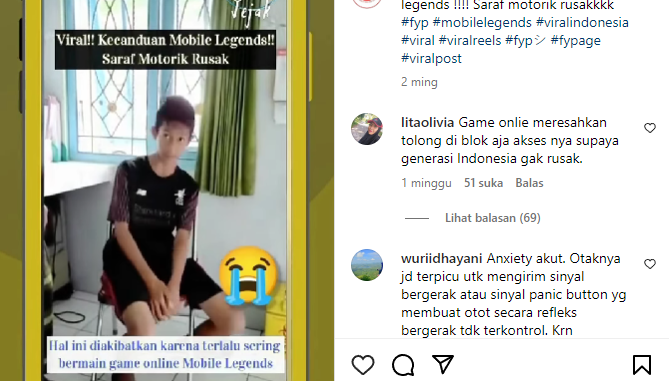 Jejak
Viral!! Kecanduan Mobile Legends!!
Saraf Motorik Rusak
Hal ini diakibatkan karena terlalu sering
bermain game online Mobile Legends
legends !!!! Saraf motorik rusakkkk
#fyp #mobilelegends #viralindonesia
#viral #viralreels #fypシ #fypage
#viralpost
2 ming
litaolivia Game onlie meresahkan
tolong di blok aja akses nya supaya
generasi Indonesia gak rusak.
1 minggu 51 suka Balas
Lihat balasan (69)
wuriidhayani Anxiety akut. Otaknya
jd terpicu utk mengirim sinyal
bergerak atau sinyal panic button yg
membuat otot secara refleks
bergerak tdk terkontrol. Krn